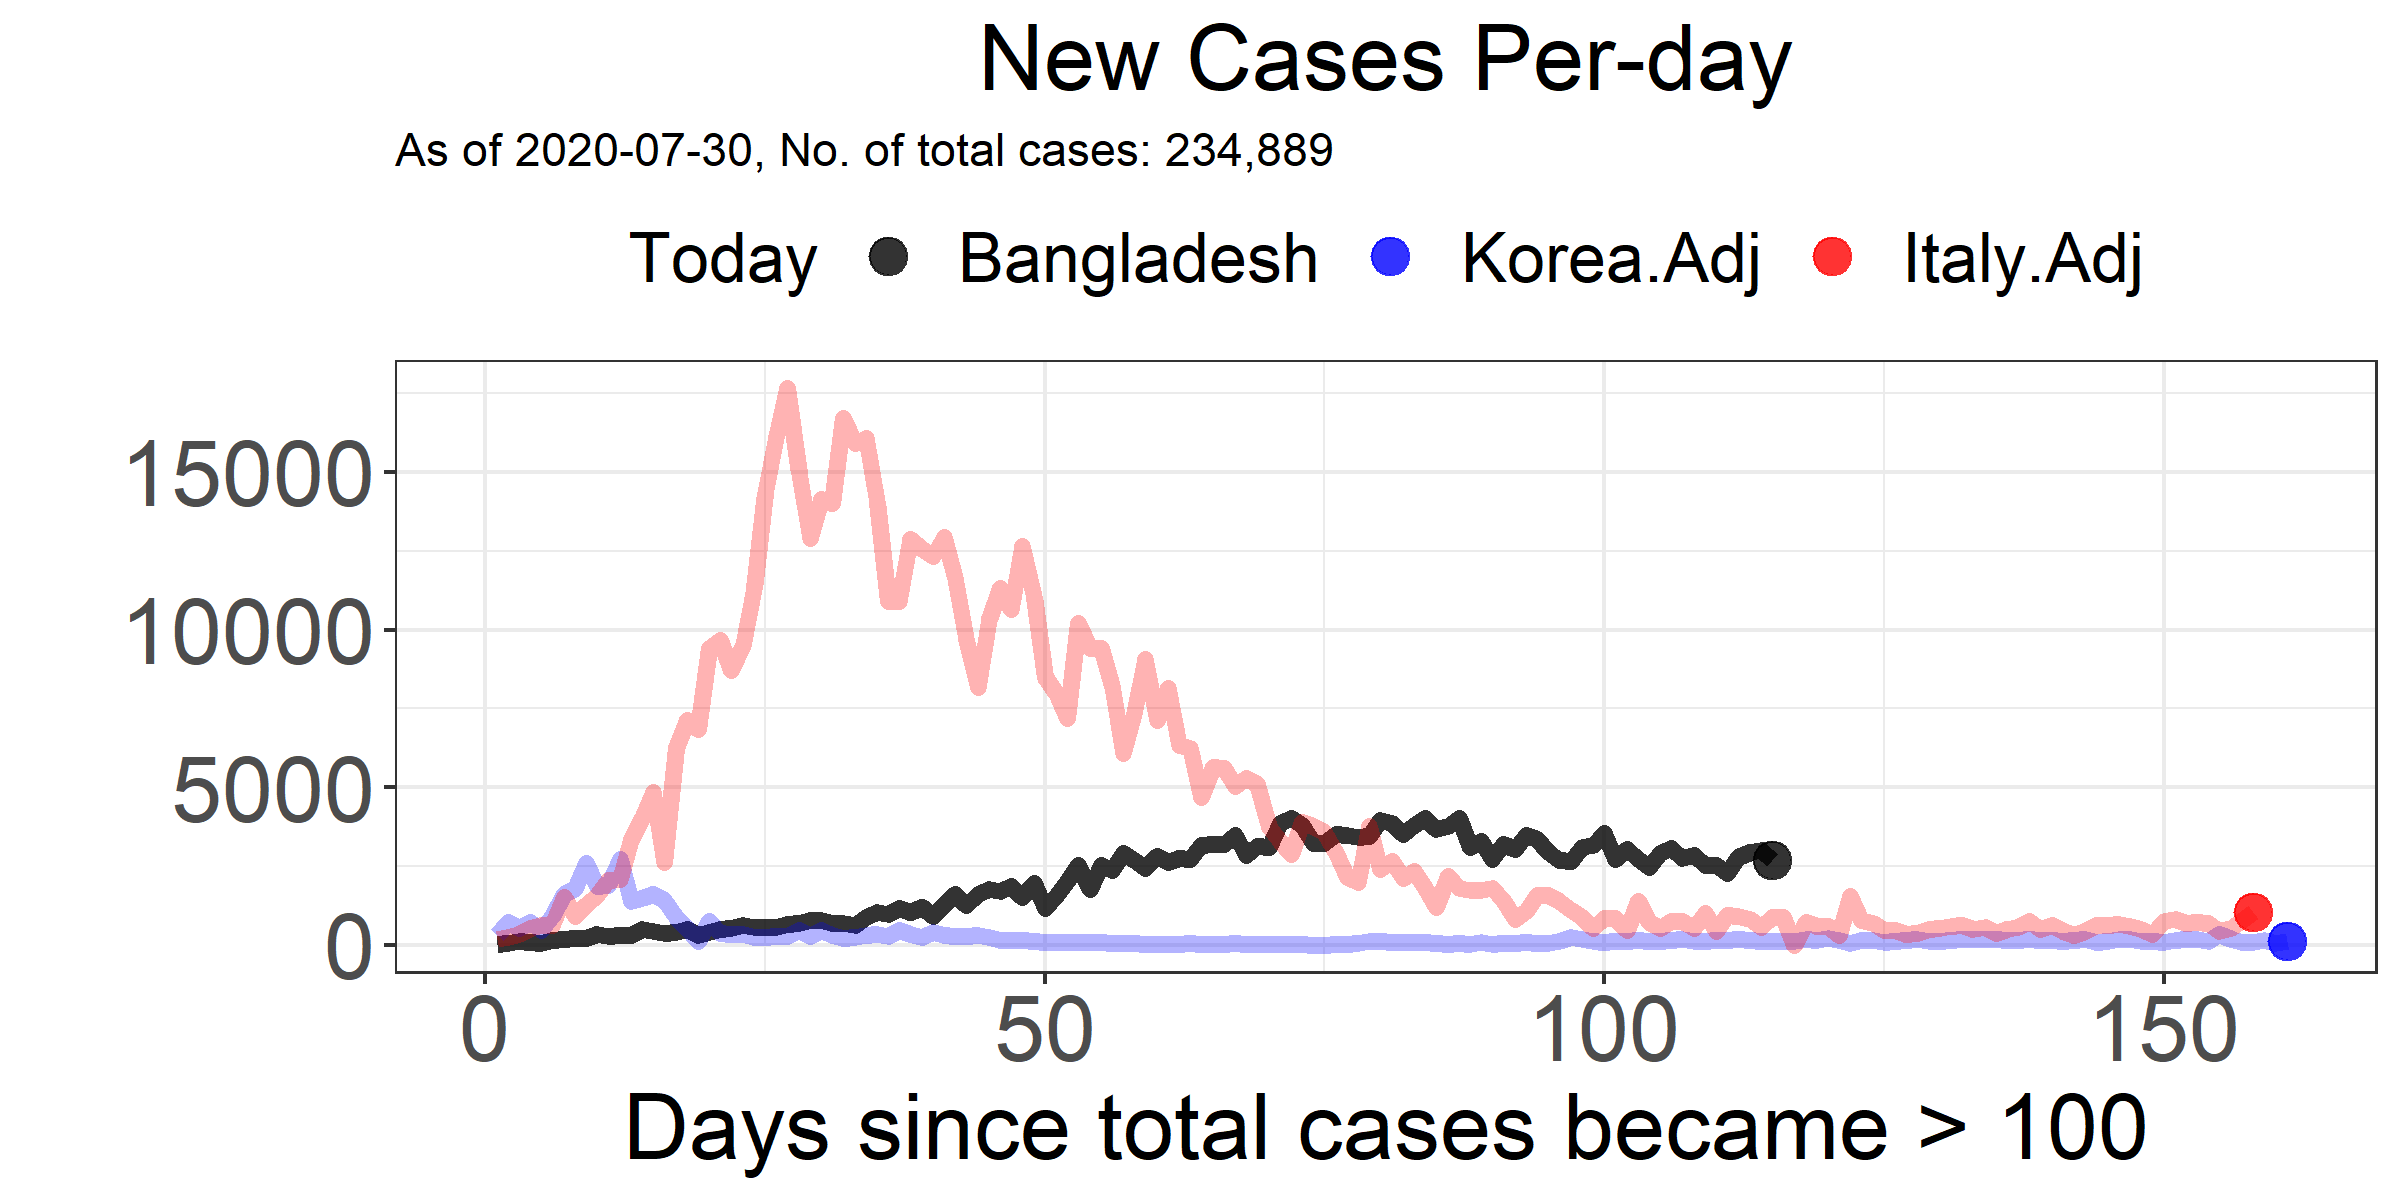 New Cases Per-day
As of 2020-07-30, No. of total cases: 234,889
Today Bangladesh Korea.Adj Italy.Adj
15000
10000
5000
0
0 50 100 150
Days since total cases became > 100